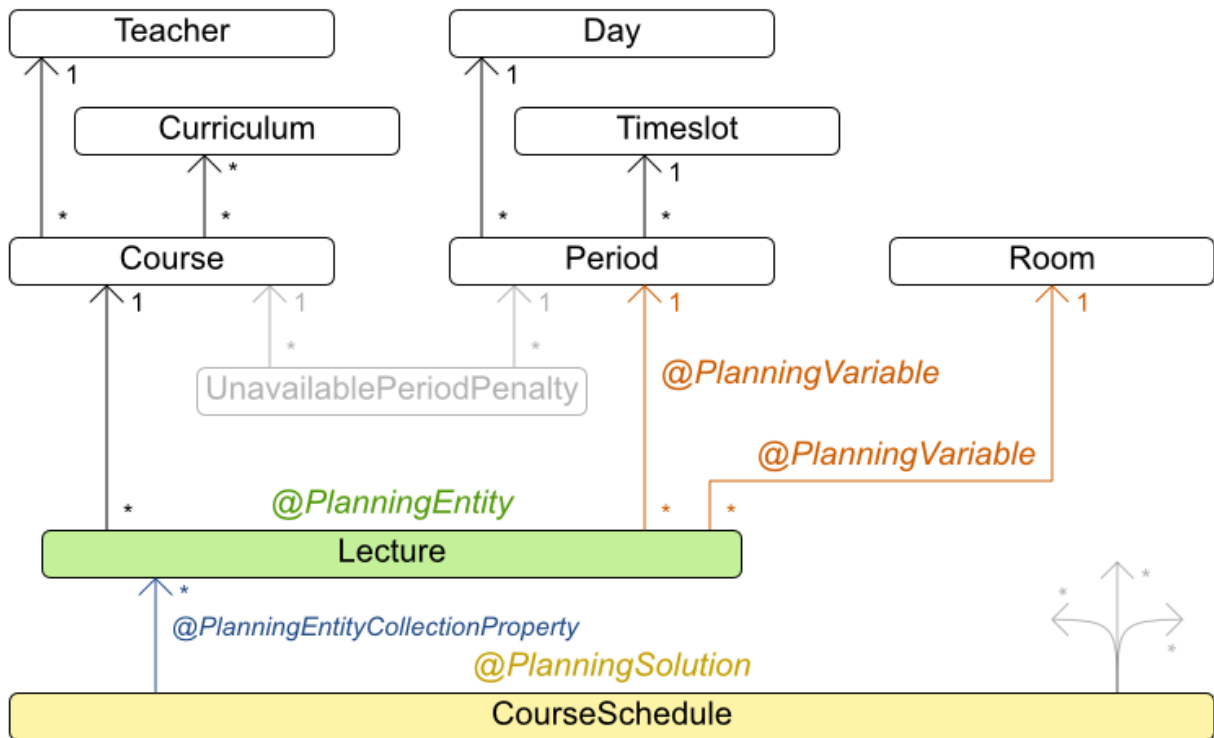 Teacher
Day
1
1
Curriculum
Timeslot
*
1
*
*
*
*
Course
Period
Room
1
1
1
1
1
*
*
UnavailablePeriodPenalty
@PlanningVariable
@PlanningVariable
@PlanningEntity
*
*
*
Lecture
*
*
@PlanningEntityCollectionProperty
*
*
@PlanningSolution
CourseSchedule